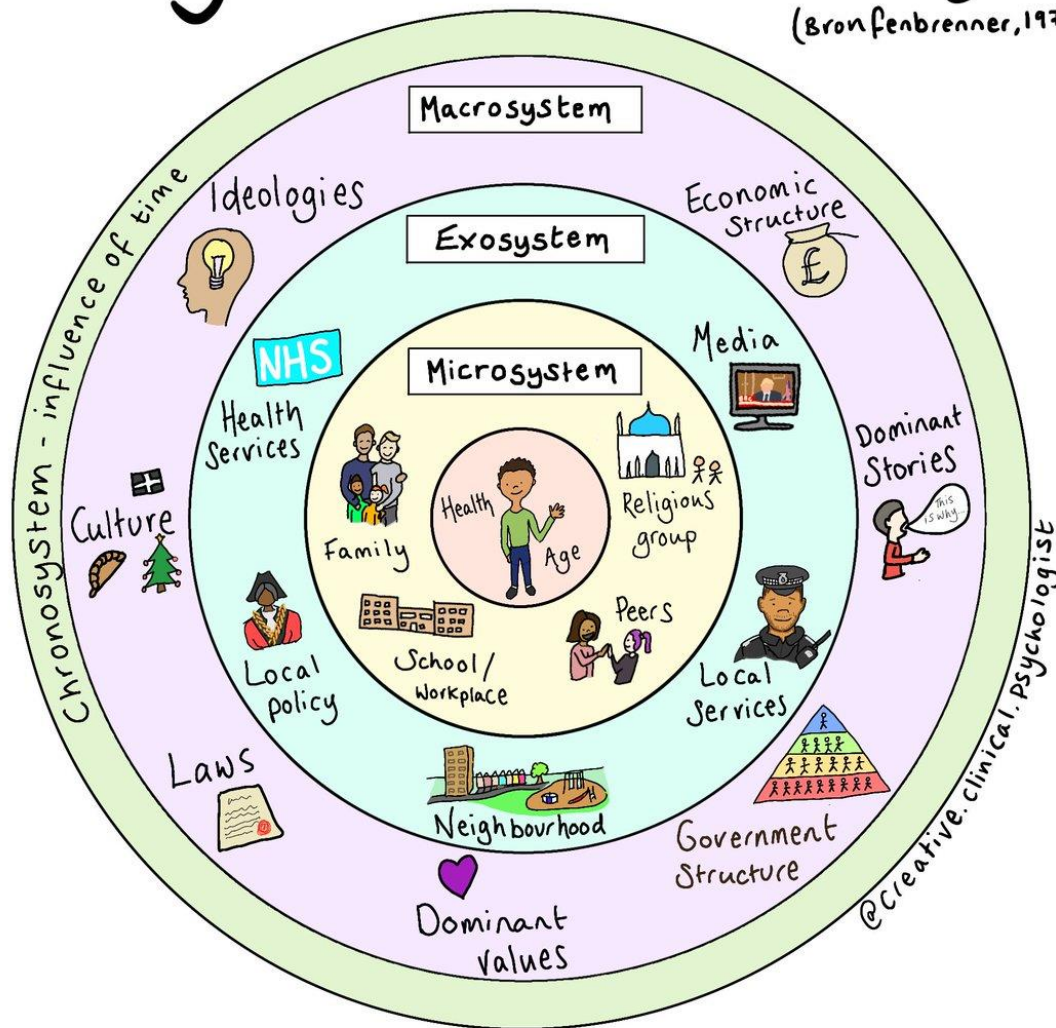 (Bronfenbrenner, 197
Macrosystem
Ideologies
Economic
Structure
£
Exosystem
NHS
Health
Services
Media
Microsystem
Family
Religious
group
Health
Age
School/
Workplace
Peers
Local
policy
Local
Services
Neighbourhood
Culture
Dominant
Stories
This
is why...
Laws
Government
Structure
Dominant
values
Chronosystem - influence of time
@creative.clinical.psychologist